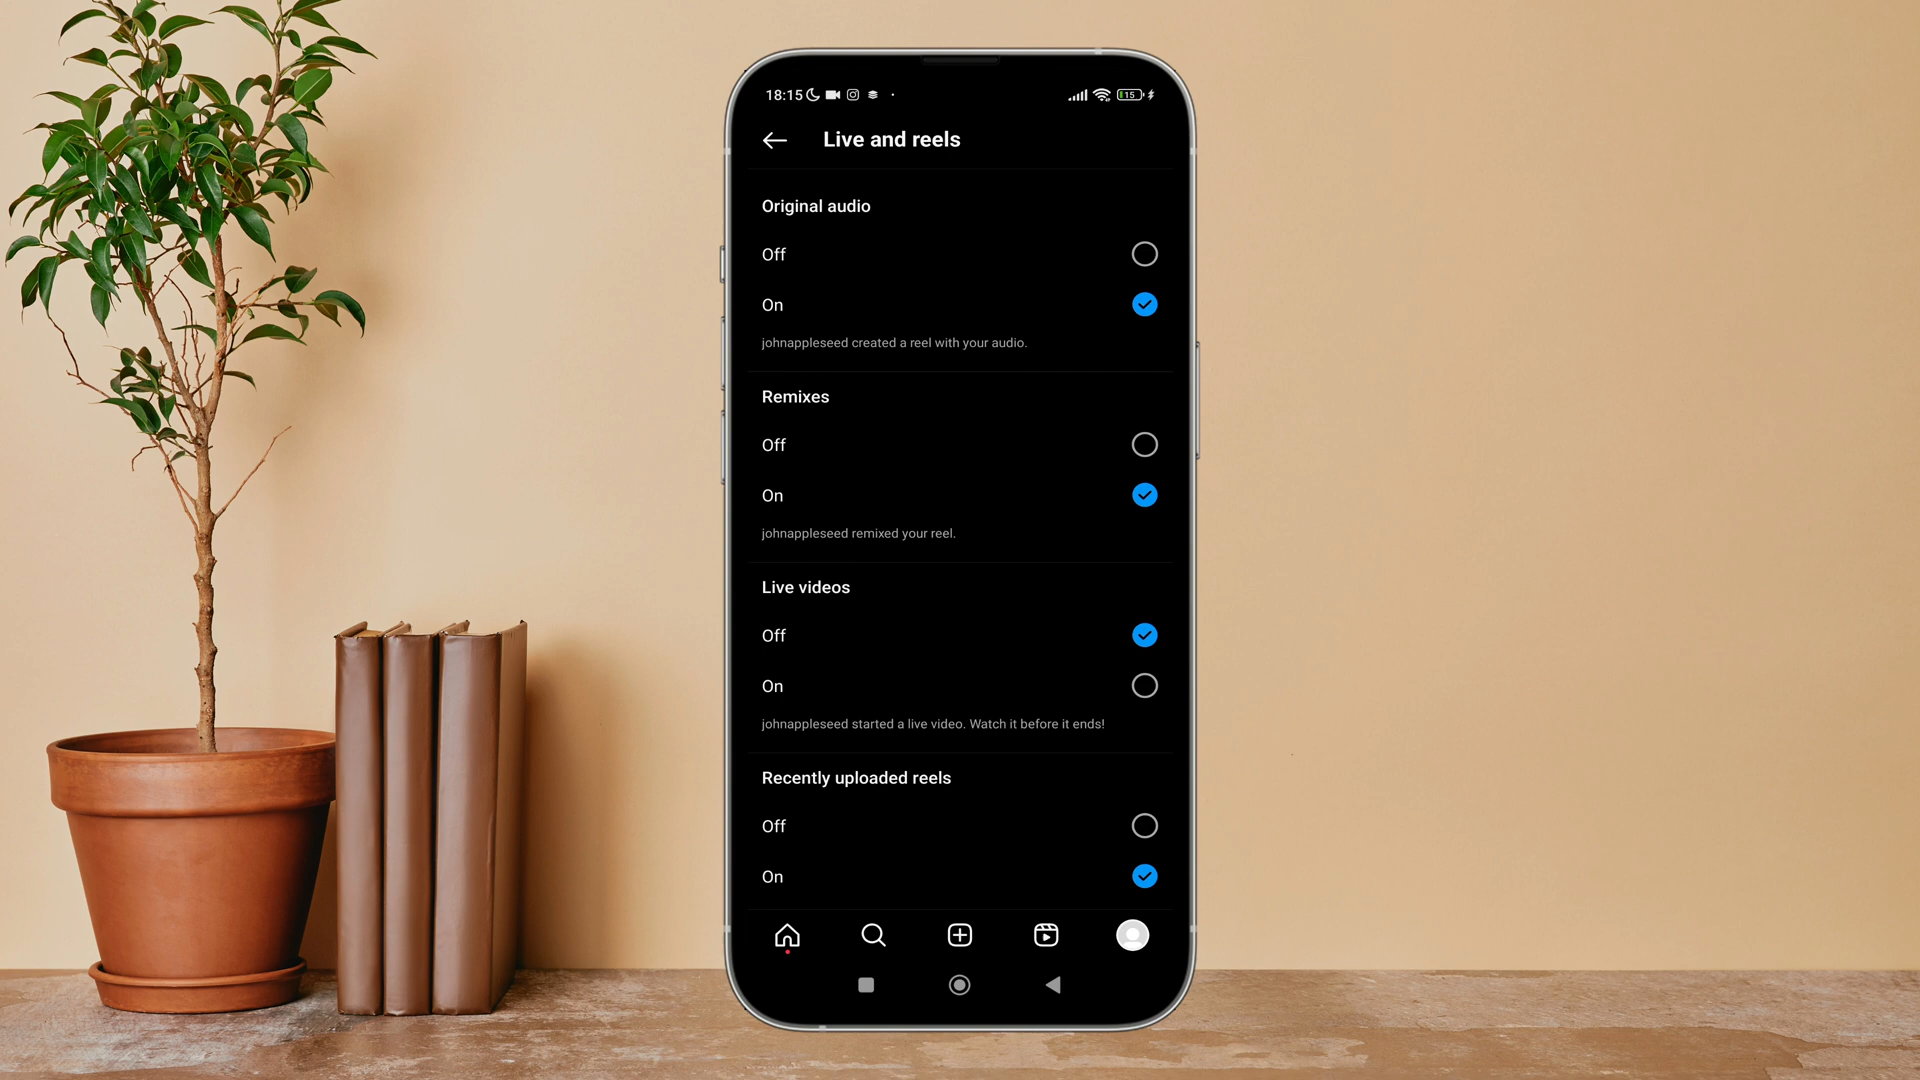 18:15
15
Live and reels
Original audio
Off
On
johnappleseed created a reel with your audio.
Remixes
Off
On
johnappleseed remixed your reel.
Live videos
Off
On
johnappleseed started a live video. Watch it before it ends!
Recently uploaded reels
Off
On